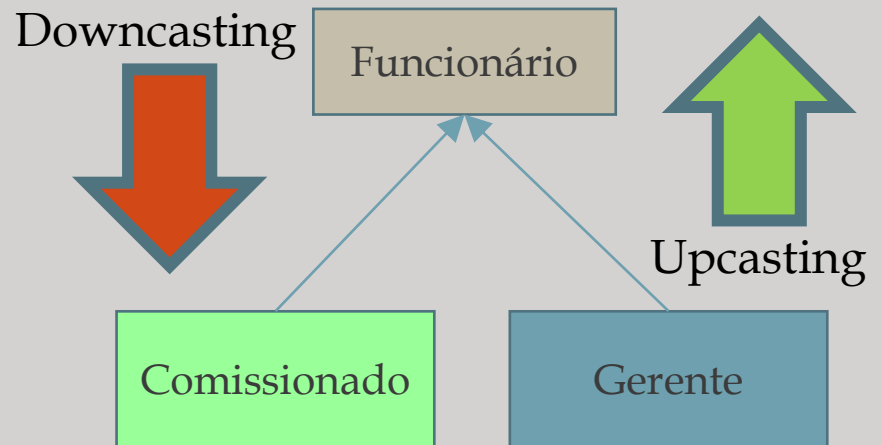 Downcasting
Funcionário
Upcasting
Comissionado
Gerente